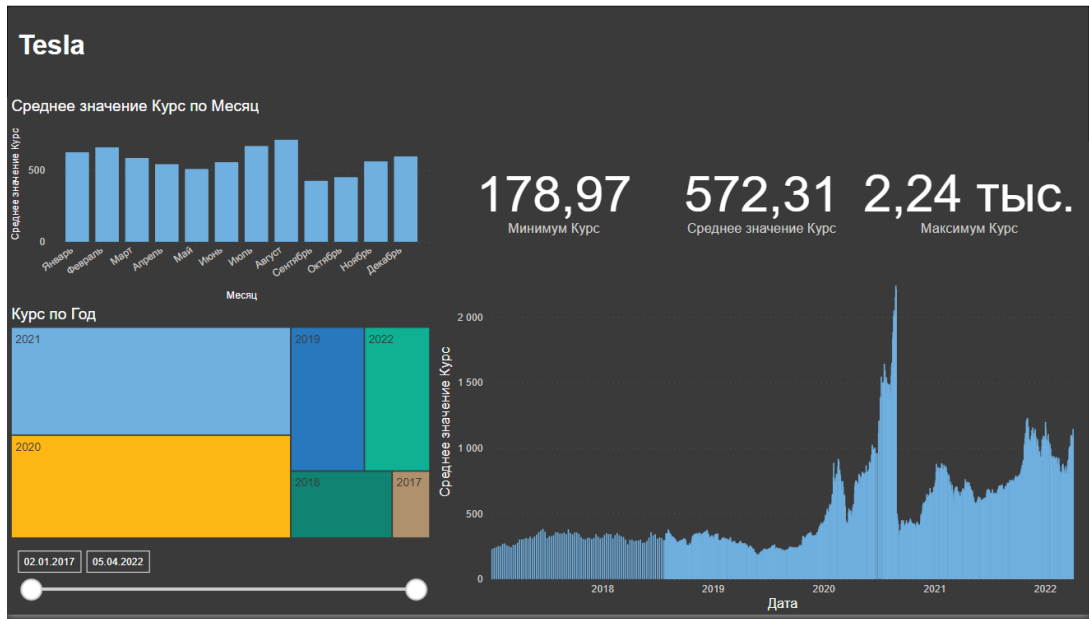 Tesla
Среднее значение Курс по Месяц
Среднее значение Курс
500
0
Январь
Февраль
Март
Апрель
Май
Июнь
Июль
Август
Сентябрь
Октябрь
Ноябрь
Декабрь
Месяц
178,97
Минимум Курс
572,31
Среднее значение Курс
2,24 тыс.
Максимум Курс
Курс по Год
2021
2019
2022
2020
2018
2017
02.01.2017
05.04.2022
Среднее значение Курс
2 000
1 500
1 000
500
0
2018
2019
2020
2021
2022
Дата